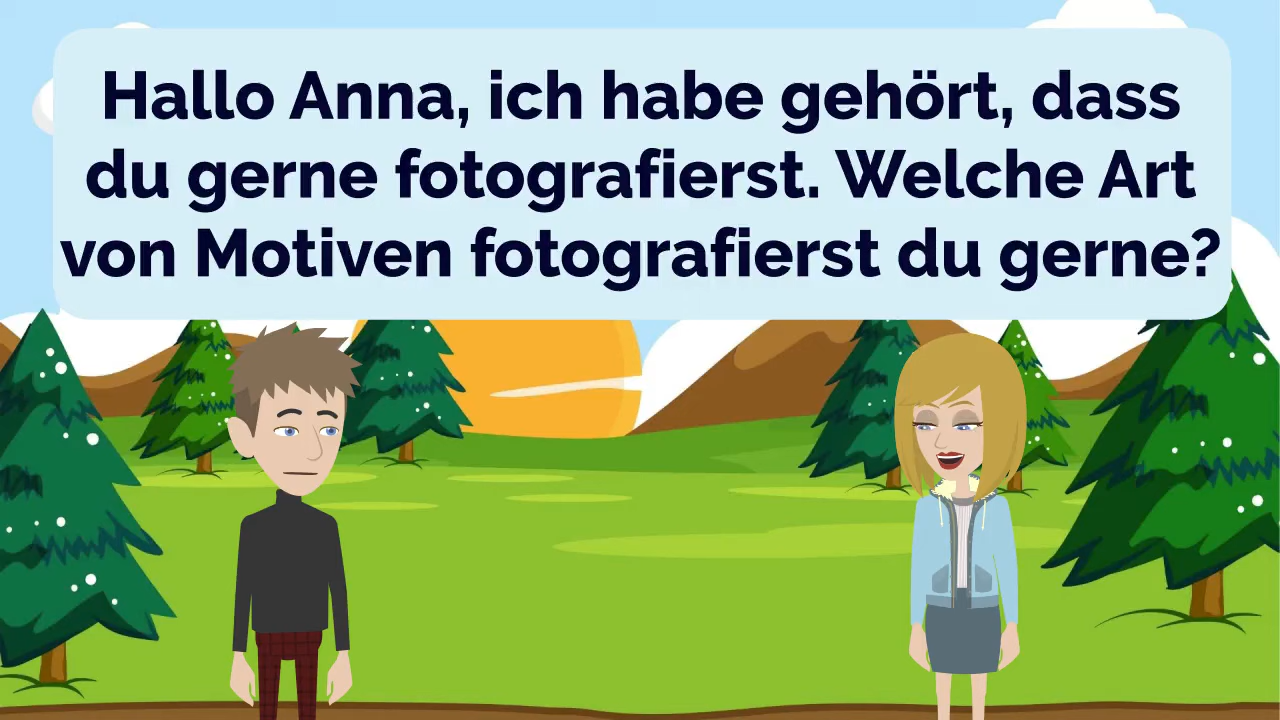 Hallo Anna, ich habe gehört, dass
du gerne fotografierst. Welche Art
von Motiven fotografierst du gerne?